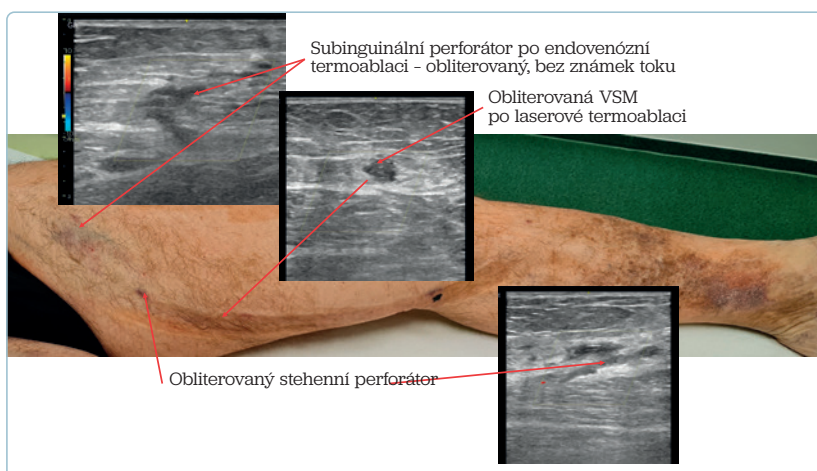 Subinguinální perforátor po endovenózní
termoablaci - obliterovaný, bez známek toku
Obliterovaná VSM
po laserové termoablaci
Obliterovaný stehenní perforátor